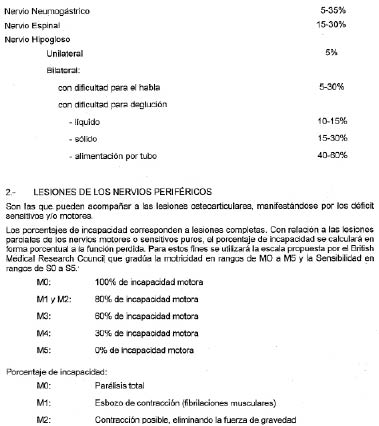 Nervio Neumogástrico 5-35%
Nervio Espinal 15-30%
Nervio Hipogloso
Unilateral 5%
Bilateral:
con dificultad para el habla 5-30%
con dificultad para deglución
- líquido 10-15%
- sólido 15-30%
- alimentación por tubo 40-60%
2.- LESIONES DE LOS NERVIOS PERIFÉRICOS
Son las que pueden acompañar a las lesiones osteoarticulares, manifestándose por los déficit
sensitivos y/o motores.
Los porcentajes de incapacidad corresponden a lesiones completas. Con relación a las lesiones
parciales de los nervios motores o sensitivos puros, el porcentaje de incapacidad se calculará en
forma porcentual a la función perdida. Para estos fines se utilizará la escala propuesta por el British
Medical Research Council que gradúa la motricidad en rangos de MO a M5 y la Sensibilidad en
rangos de S0 a S5.
M0: 100% de incapacidad motora
M1 y M2: 80% de incapacidad motora
M3: 60% de incapacidad motora
M4: 30% de incapacidad motora
M5: 0% de incapacidad motora
Porcentaje de incapacidad:
M0: Parálisis total
M1: Esbozo de contracción (fibrilaciones musculares)
M2: Contracción posible, eliminando la fuerza de gravedad